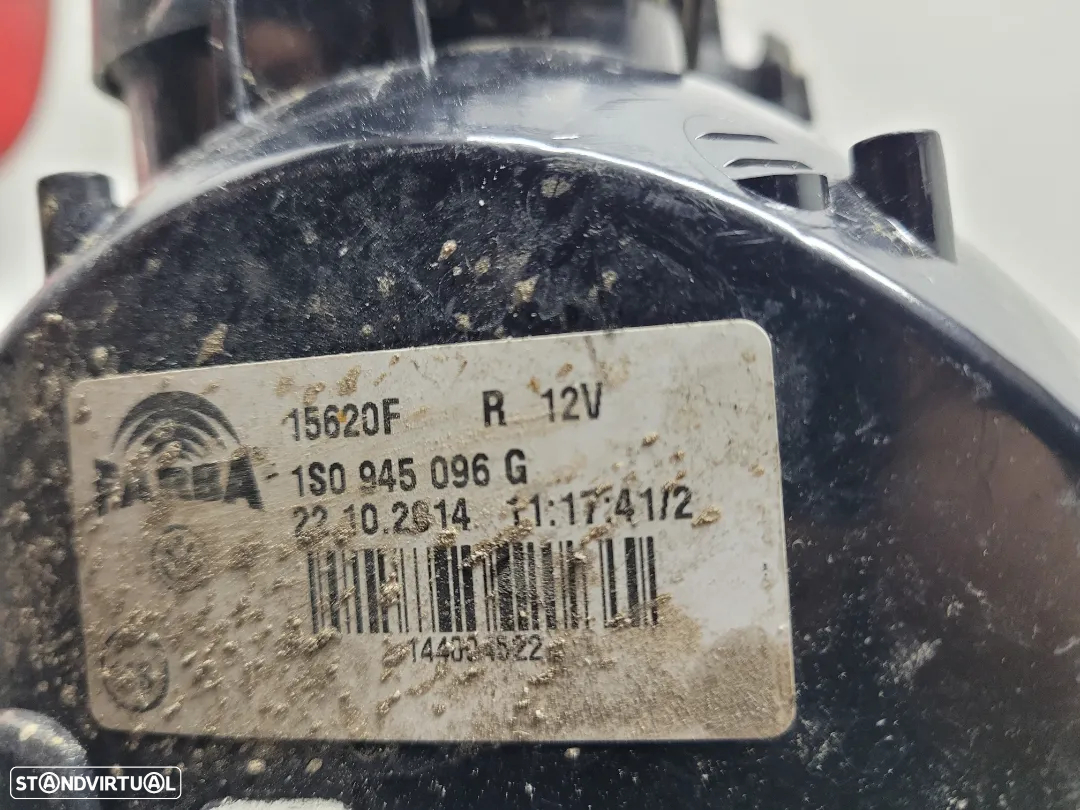 15620F R 12V
1S0 945 096 G
22.10.2014 11:17:41/2
STANDVIRTUAL